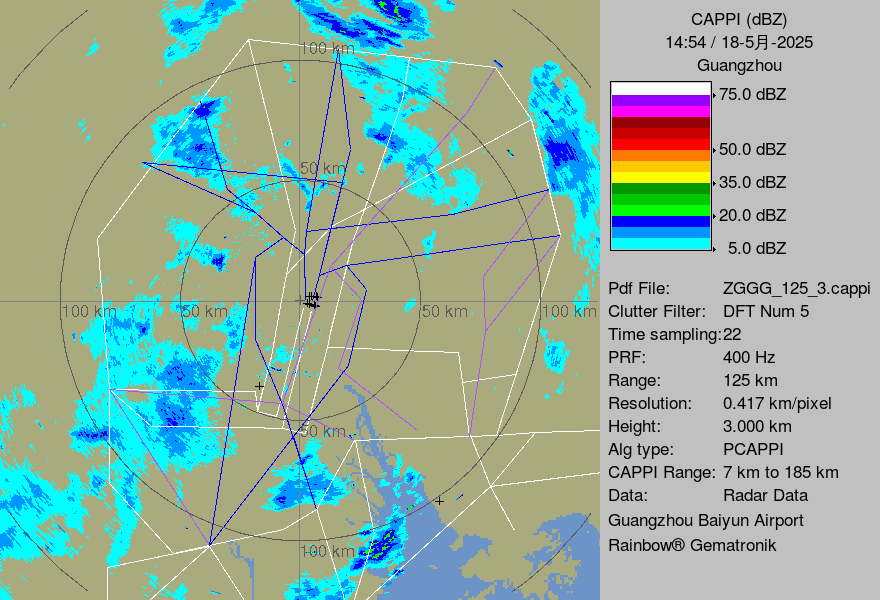 CAPPI (dBZ)
14:54 / 18-5月-2025
Guangzhou
75.0 dBZ
50.0 dBZ
35.0 dBZ
20.0 dBZ
5.0 dBZ
Pdf File: ZGGG_125_3.cappi
Clutter Filter: DFT Num 5
Time sampling:22
PRF: 400 Hz
Range: 125 km
Resolution: 0.417 km/pixel
Height: 3.000 km
Alg type: PCAPPI
CAPPI Range: 7 km to 185 km
Data: Radar Data
Guangzhou Baiyun Airport
Rainbow® Gematronik
100 km
50 km
100 km
50 km
50 km
100 km
50 km
100 km